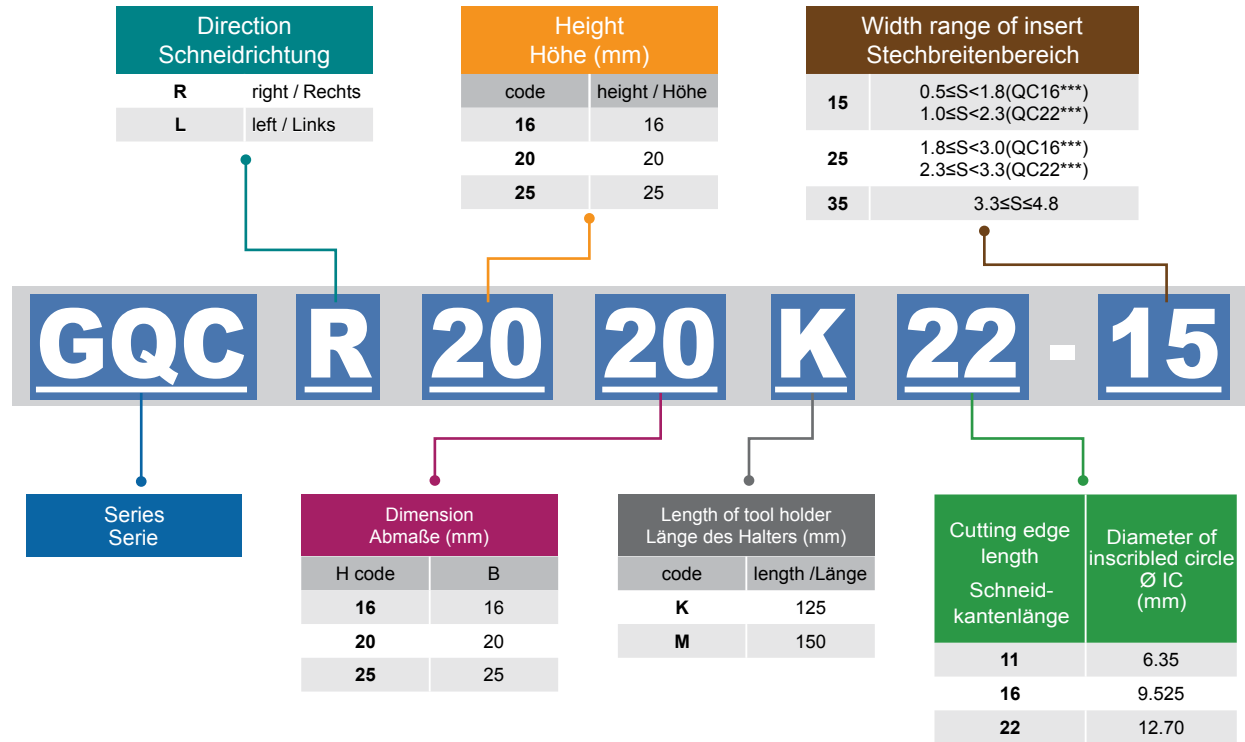 Direction
Schneidrichtung
R right / Rechts
L left / Links
Height
Höhe (mm)
code height / Höhe
16 16
20 20
25 25
Width range of insert
Stechbreitenbereich
15 0.5≤S<1.8(QC16***)
1.0≤S<2.3(QC22***)
25 1.8≤S<3.0(QC16***)
2.3≤S<3.3(QC22***)
35 3.3≤S≤4.8
GQC R 20 20 K 22 - 15
Series
Serie
Dimension
Abmaße (mm)
H code B
16 16
20 20
25 25
Length of tool holder
Länge des Halters (mm)
code length /Länge
K 125
M 150
Cutting edge
length
Schneid-
kantenlänge
Diameter of
inscribled circle
Ø IC
(mm)
11 6.35
16 9.525
22 12.70